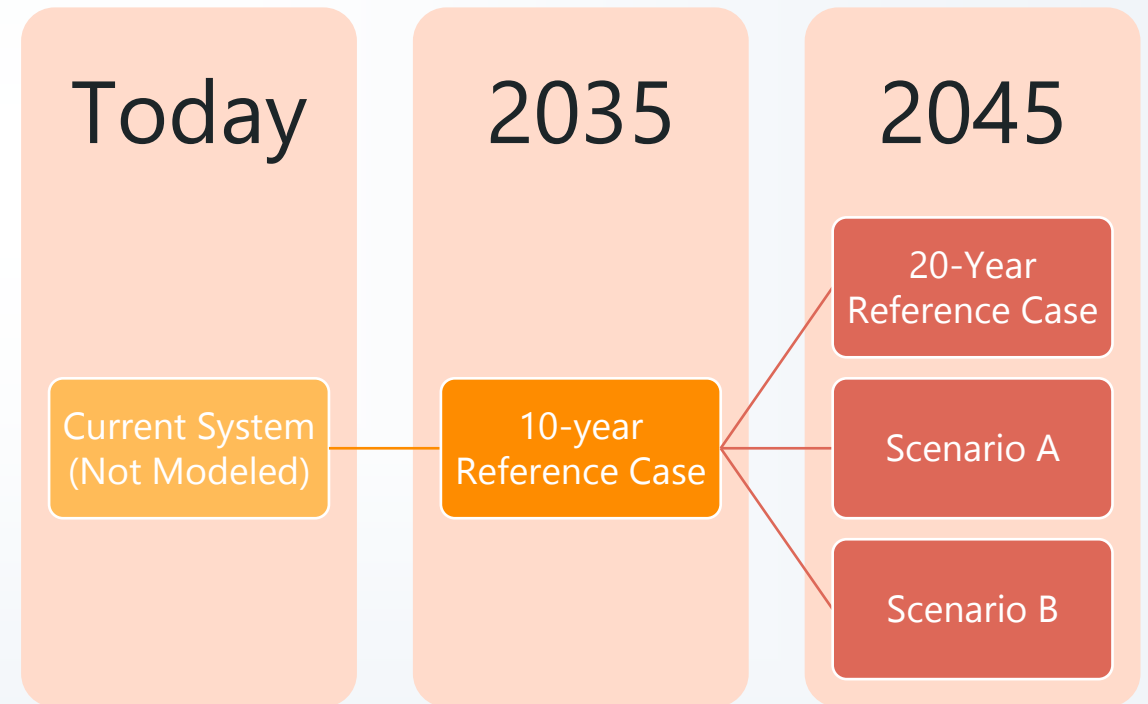 Today
2035
2045
Current System
(Not Modeled)
10-year
Reference Case
20-Year
Reference Case
Scenario A
Scenario B